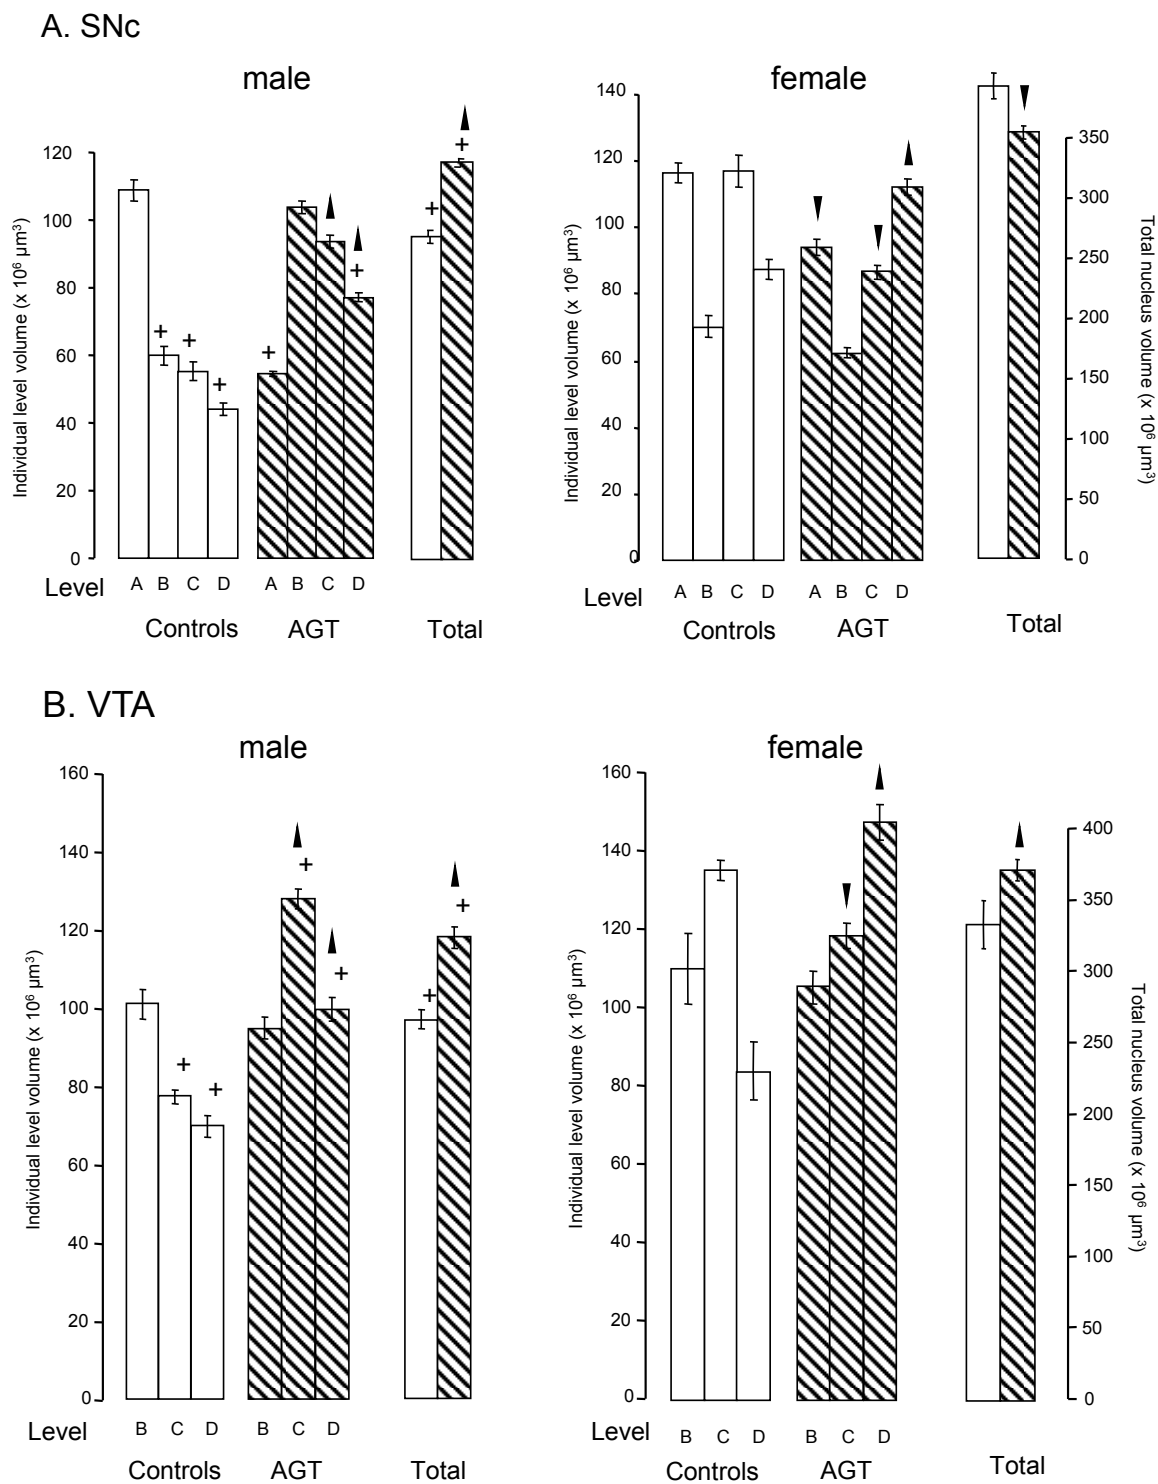 A. SNc
male
female
Individual level volume (x 10⁶ µm³)
120
100
80
60
40
20
0
+
+
+
+
+
+
+
Level
A B C D
A B C D
Controls
AGT
Total
Individual level volume (x 10⁶ µm³)
140
120
100
80
60
40
20
0
Level
A B C D
A B C D
Controls
AGT
Total
350
300
250
200
150
100
50
0
Total nucleus volume (x 10⁶ µm³)
B. VTA
male
female
Individual level volume (x 10⁶ µm³)
160
140
120
100
80
60
40
20
0
+
+
+
+
+
+
Level
B C D
B C D
Controls
AGT
Total
Individual level volume (x 10⁶ µm³)
160
140
120
100
80
60
40
20
0
Level
B C D
B C D
Controls
AGT
Total
400
350
300
250
200
150
100
50
0
Total nucleus volume (x 10⁶ µm³)